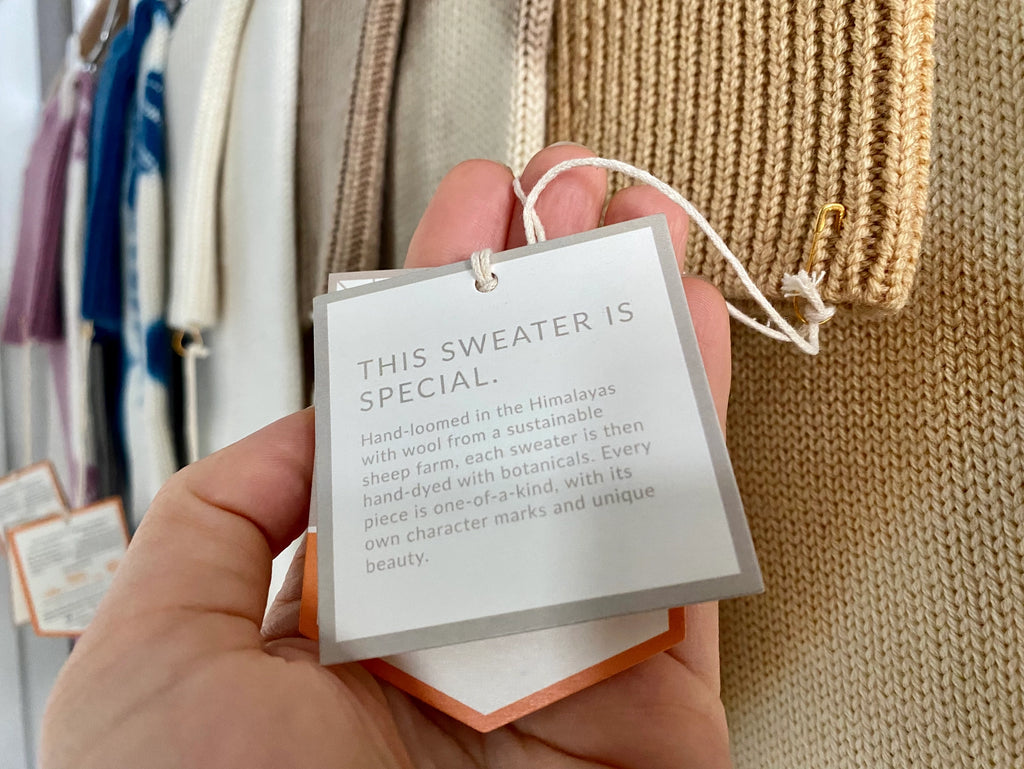 THIS SWEATER IS
SPECIAL.
Hand-loomed in the Himalayas
with wool from a sustainable
sheep farm, each sweater is then
hand-dyed with botanicals. Every
piece is one-of-a-kind, with its
own character marks and unique
beauty.